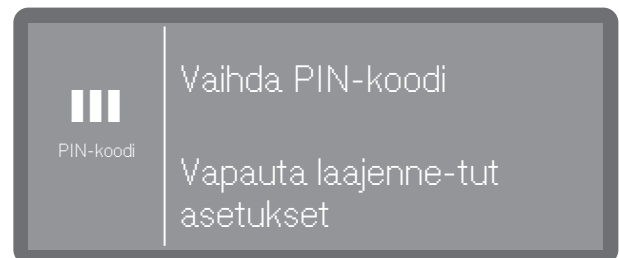 PIN-koodi
Vaihda PIN-koodi
Vapauta laajenne-tut
asetukset